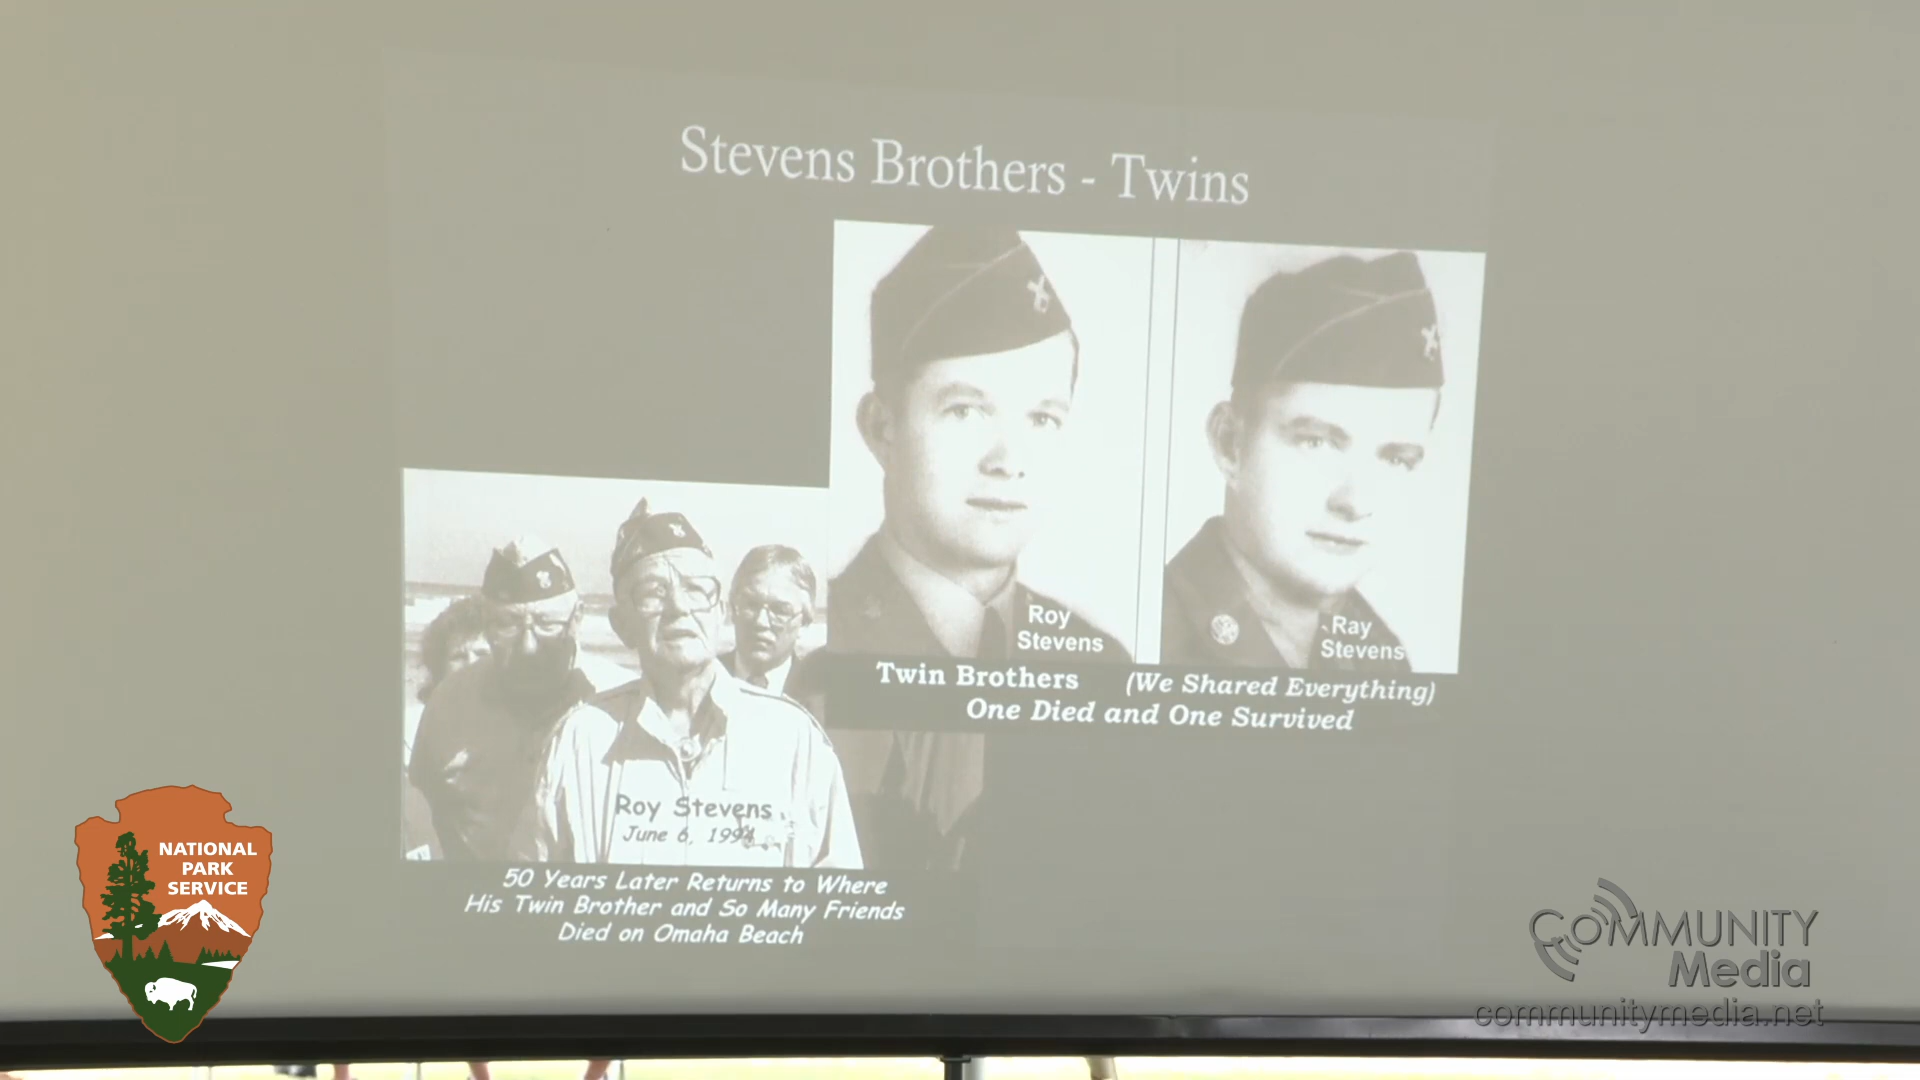 Stevens Brothers - Twins
Roy
Stevens
Ray
Stevens
Twin Brothers (We Shared Everything)
One Died and One Survived
Roy Stevens
June 6, 1994
50 Years Later Returns to Where
His Twin Brother and So Many Friends
Died on Omaha Beach
NATIONAL
PARK
SERVICE
COMMUNITY
Media
communitymedia.net